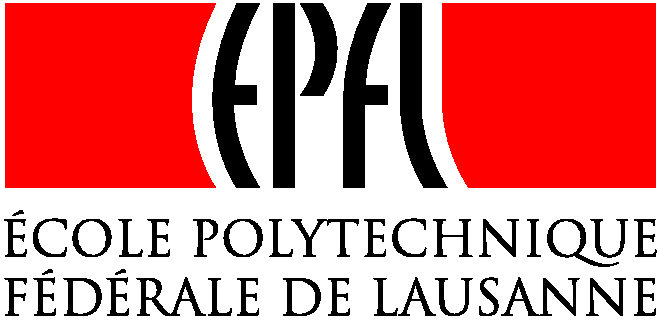 EPFL
ÉCOLE POLYTECHNIQUE
FÉDÉRALE DE LAUSANNE